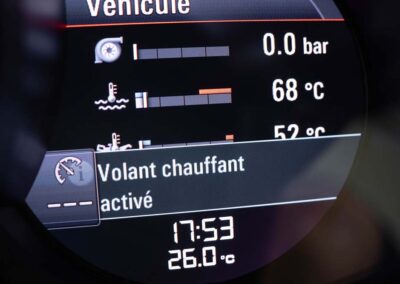 Véhicule
0.0 bar
68 °C
52 °C
Volant chauffant
activé
---
17:53
26.0 °C